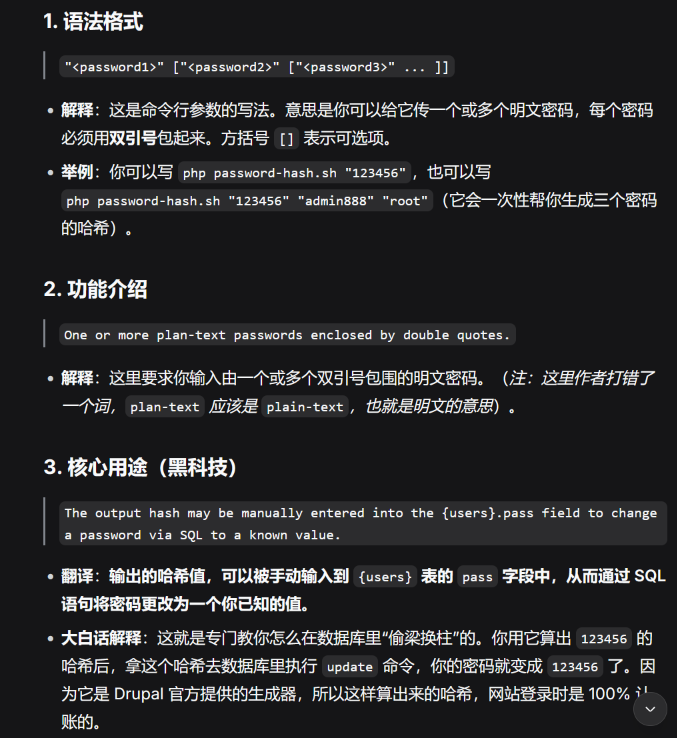 1. 语法格式
"<password1>" ["<password2>" ["<password3>" ... ]]
解释：这是命令行参数的写法。意思是你可以给它传一个或多个明文密码，每个密码
必须用双引号包起来。方括号 [] 表示可选项。
举例：你可以写 php password-hash.sh "123456"，也可以写
php password-hash.sh "123456" "admin888" "root"（它会一次性帮你生成三个密码
的哈希）。
2. 功能介绍
One or more plan-text passwords enclosed by double quotes.
解释：这里要求你输入由一个或多个双引号包围的明文密码。（注：这里作者打错了
一个词，plan-text 应该是 plain-text，也就是明文的意思）。
3. 核心用途（黑科技）
The output hash may be manually entered into the {users}.pass field to change
a password via SQL to a known value.
翻译：输出的哈希值，可以被手动输入到 {users} 表的 pass 字段中，从而通过 SQL
语句将密码更改为一个你已知的值。
大白话解释：这就是专门教你怎么在数据库里“偷梁换柱”的。你用它算出 123456 的
哈希后，拿这个哈希去数据库里执行 update 命令，你的密码就变成 123456 了。因
为它是 Drupal 官方提供的生成器，所以这样算出来的哈希，网站登录时是 100%
账的。